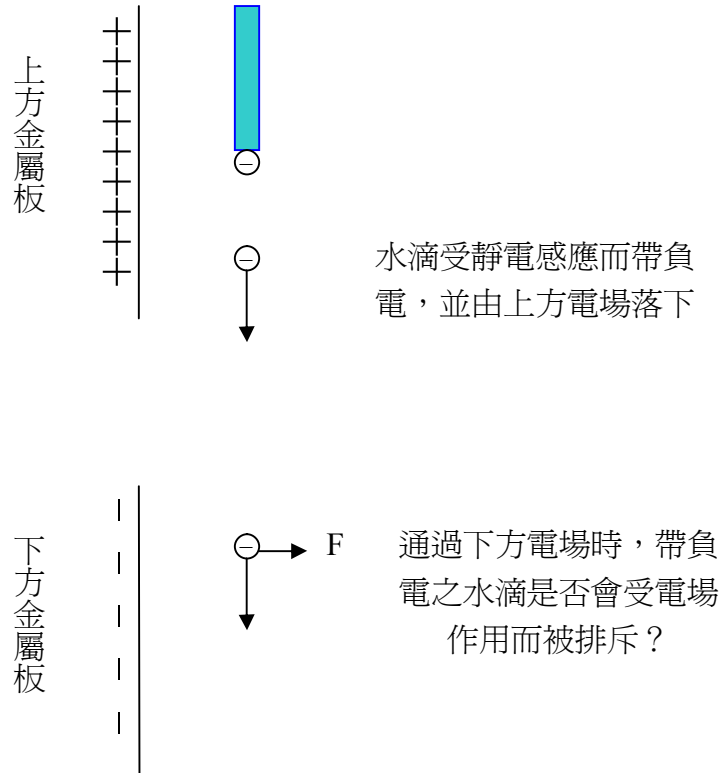 上方金屬板
水滴受靜電感應而帶負
電,並由上方電場落下
下方金屬板
F
通過下方電場時,帶負
電之水滴是否會受電場
作用而被排斥?